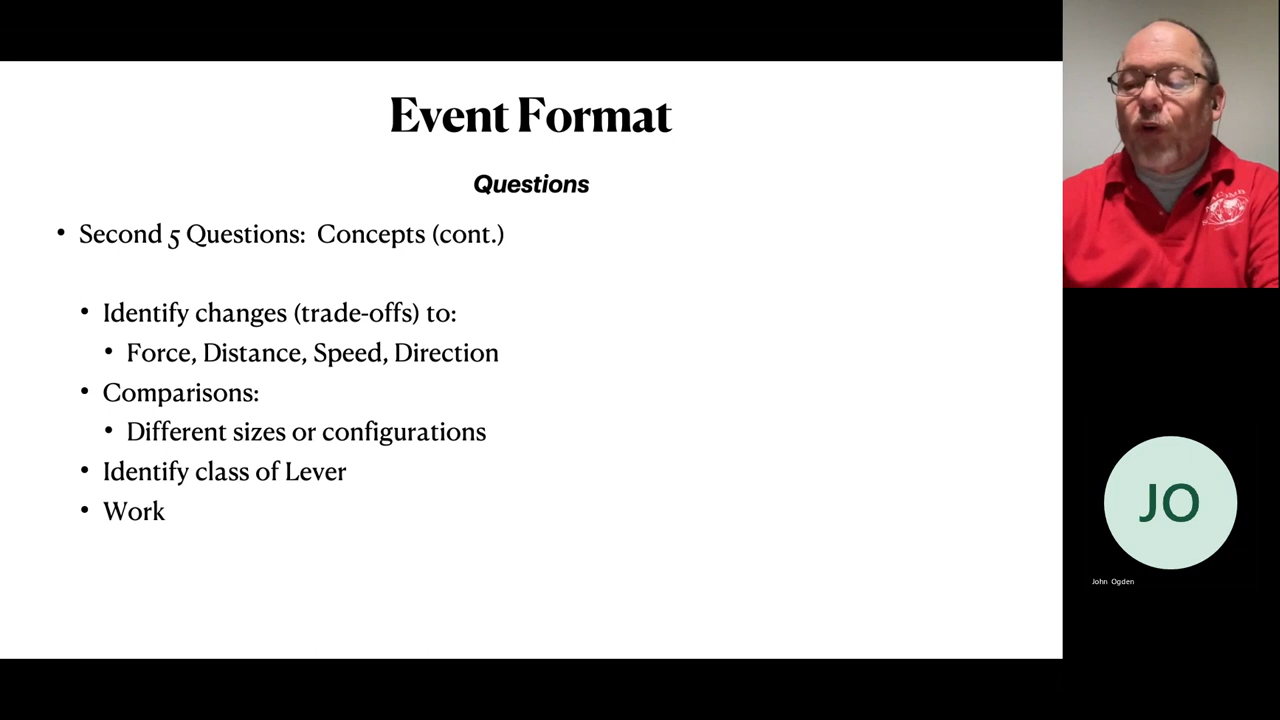 Event Format
Questions
• Second 5 Questions: Concepts (cont.)
• Identify changes (trade-offs) to:
• Force, Distance, Speed, Direction
• Comparisons:
• Different sizes or configurations
• Identify class of Lever
• Work
JO
John Ogden